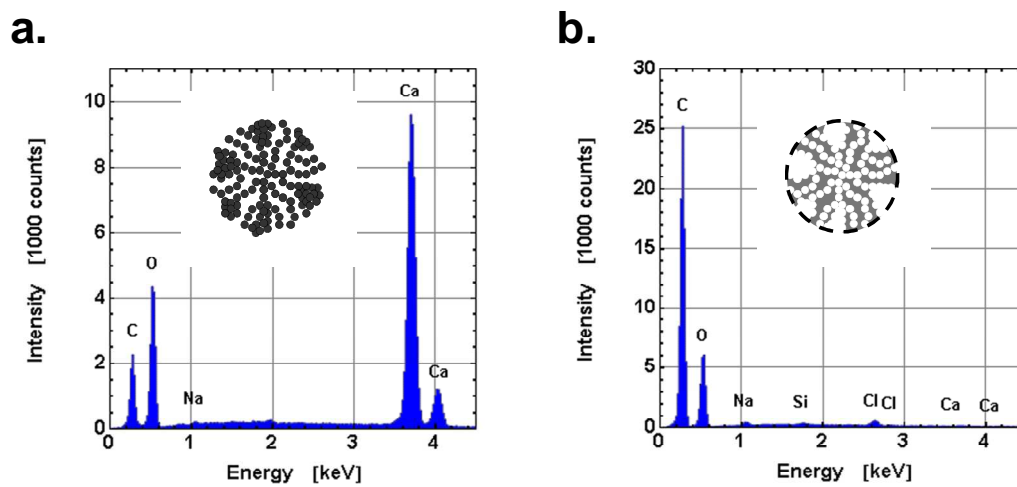 a.
Intensity [1000 counts]
10
8
6
4
2
0
C
O
Na
Ca
Ca
0
1
2
3
4
Energy [keV]
b.
Intensity [1000 counts]
30
25
20
15
10
5
0
C
O
Na
Si
Cl
Cl
Ca
Ca
0
1
2
3
4
Energy [keV]